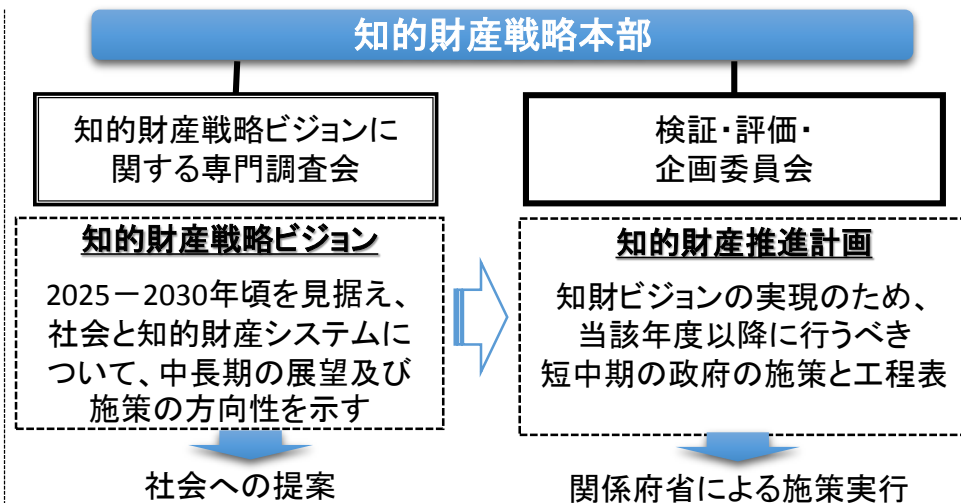 知的財産戦略本部
知的財産戦略ビジョンに
関する専門調査会
検証・評価・
企画委員会
知的財産戦略ビジョン
2025－2030年頃を見据え、
社会と知的財産システムに
ついて、中長期の展望及び
施策の方向性を示す
知的財産推進計画
知財ビジョンの実現のため、
当該年度以降に行うべき
短中期の政府の施策と工程表
社会への提案
関係府省による施策実行